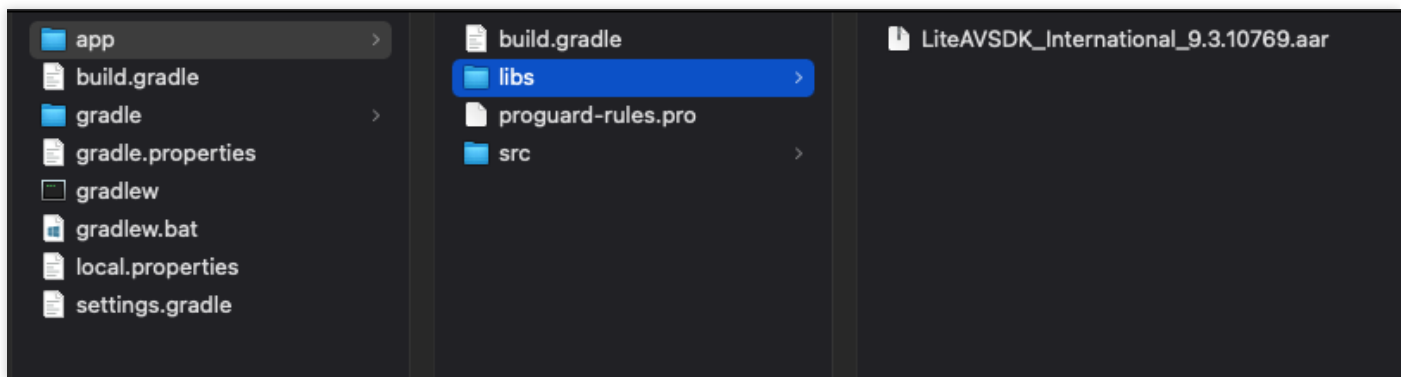 app
build.gradle
gradle
gradle.properties
gradlew
gradlew.bat
local.properties
settings.gradle
build.gradle
libs
proguard-rules.pro
src
LiteAVSDK_International_9.3.10769.aar